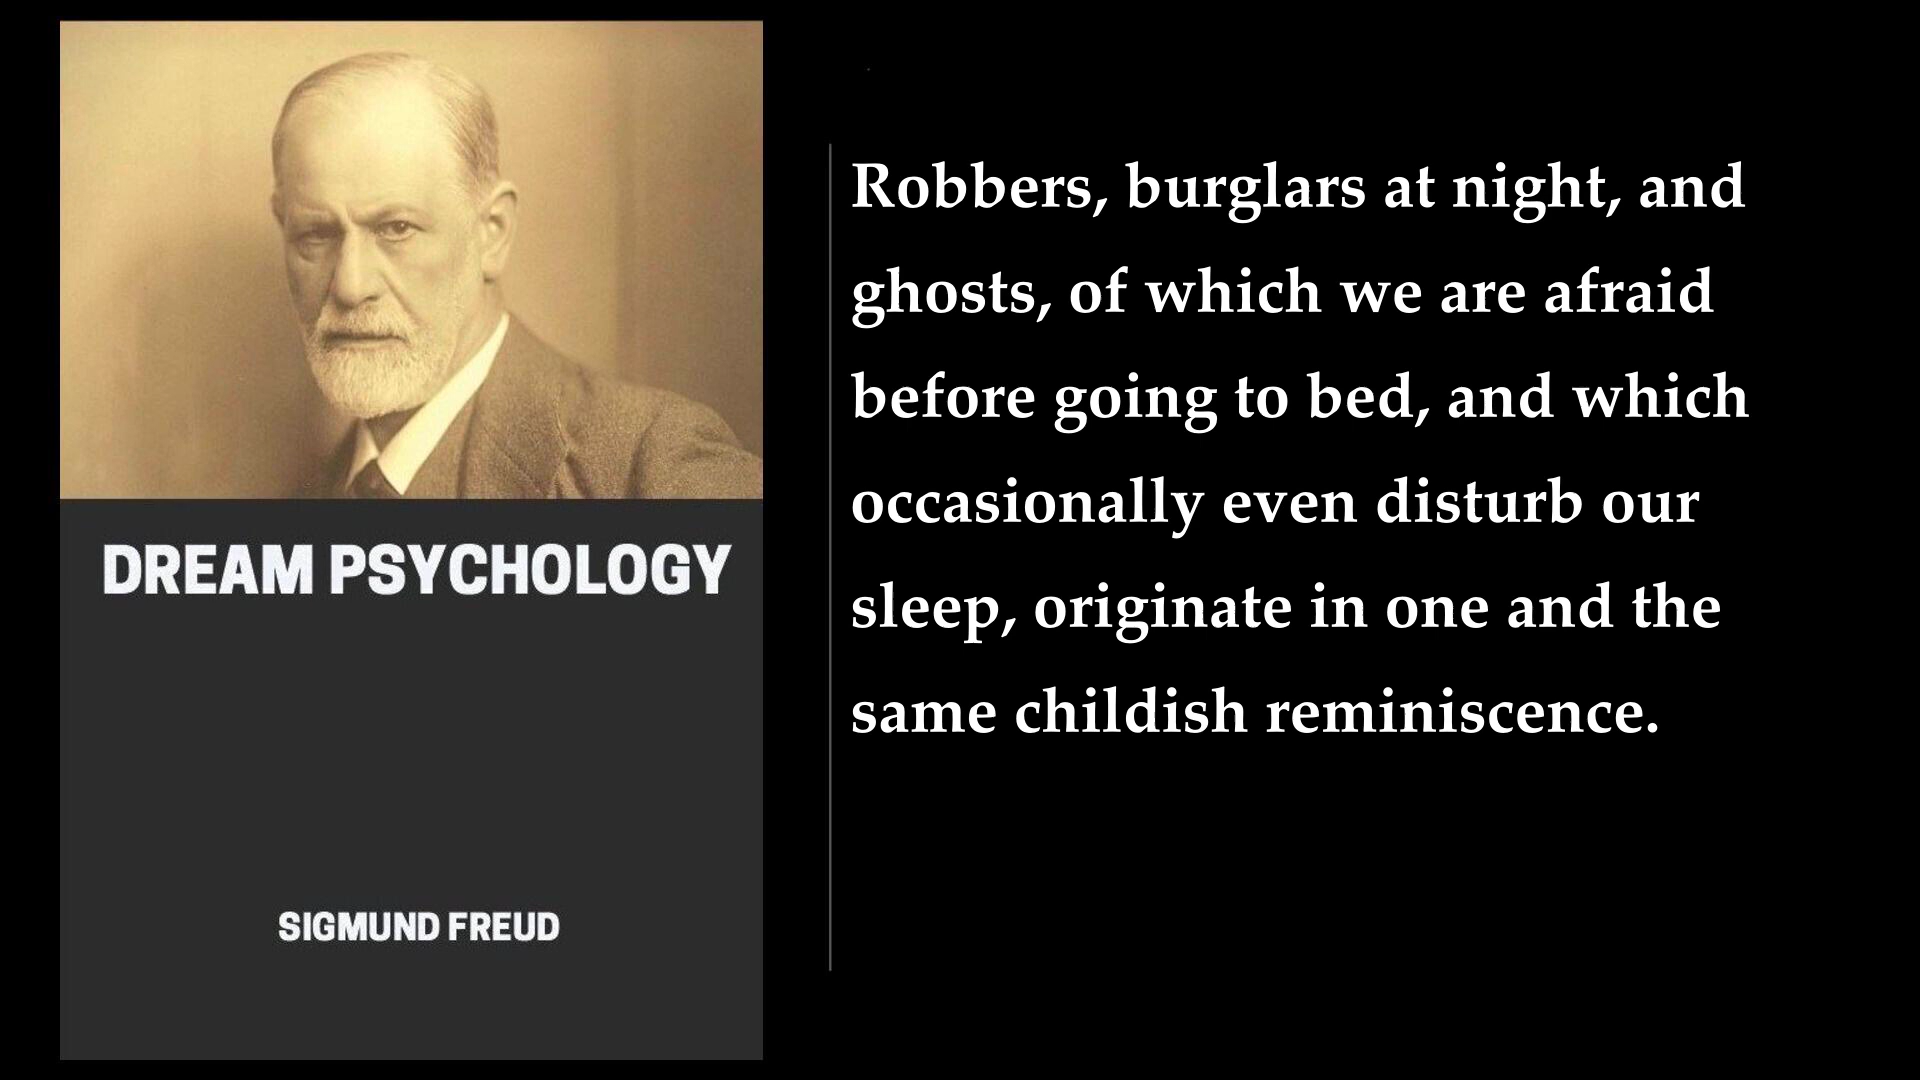 DREAM PSYCHOLOGY
SIGMUND FREUD
Robbers, burglars at night, and
ghosts, of which we are afraid
before going to bed, and which
occasionally even disturb our
sleep, originate in one and the
same childish reminiscence.